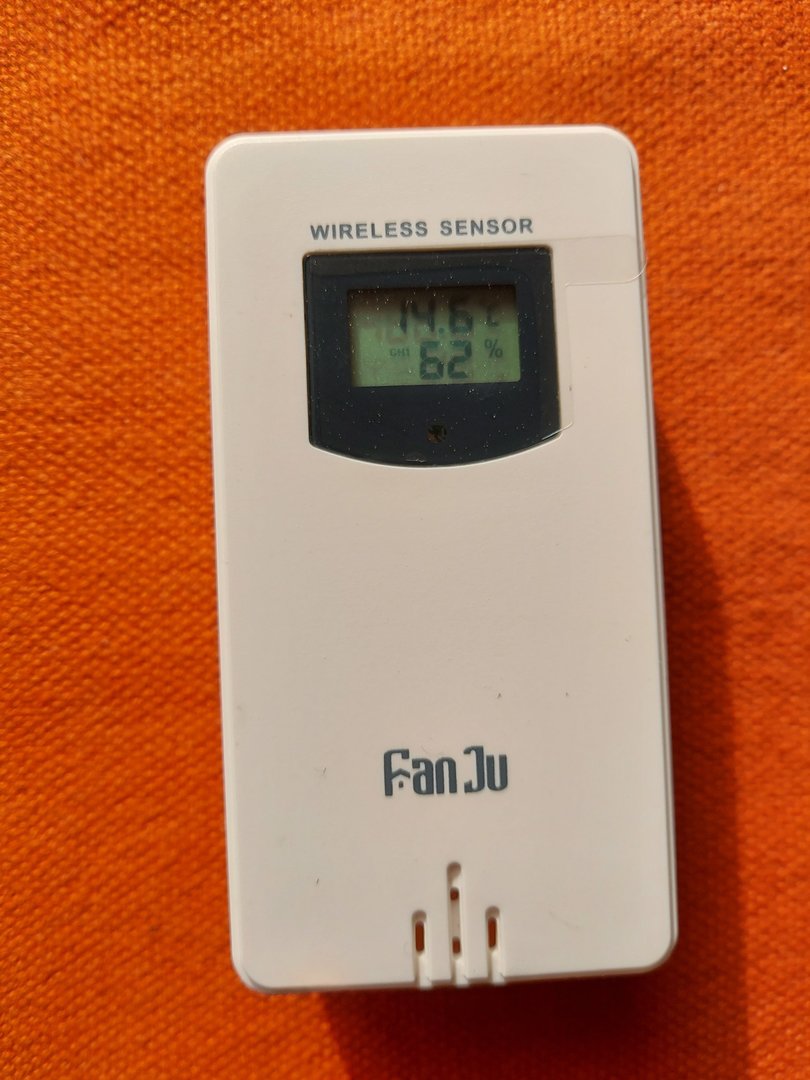 WIRELESS SENSOR
14.6 °C
CH1 62 %
FanJu